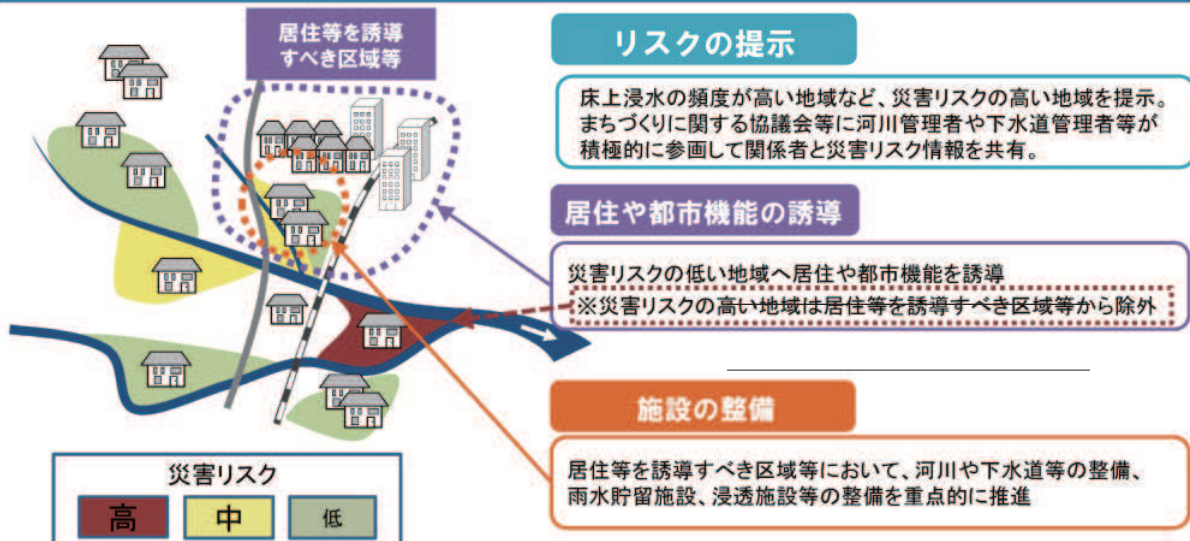 居住等を誘導
すべき区域等
リスクの提示
床上浸水の頻度が高い地域など、災害リスクの高い地域を提示。
まちづくりに関する協議会等に河川管理者や下水道管理者等が
積極的に参画して関係者と災害リスク情報を共有。
居住や都市機能の誘導
災害リスクの低い地域へ居住や都市機能を誘導
※災害リスクの高い地域は居住等を誘導すべき区域等から除外
施設の整備
居住等を誘導すべき区域等において、河川や下水道等の整備、
雨水貯留施設、浸透施設等の整備を重点的に推進
災害リスク
高 中 低